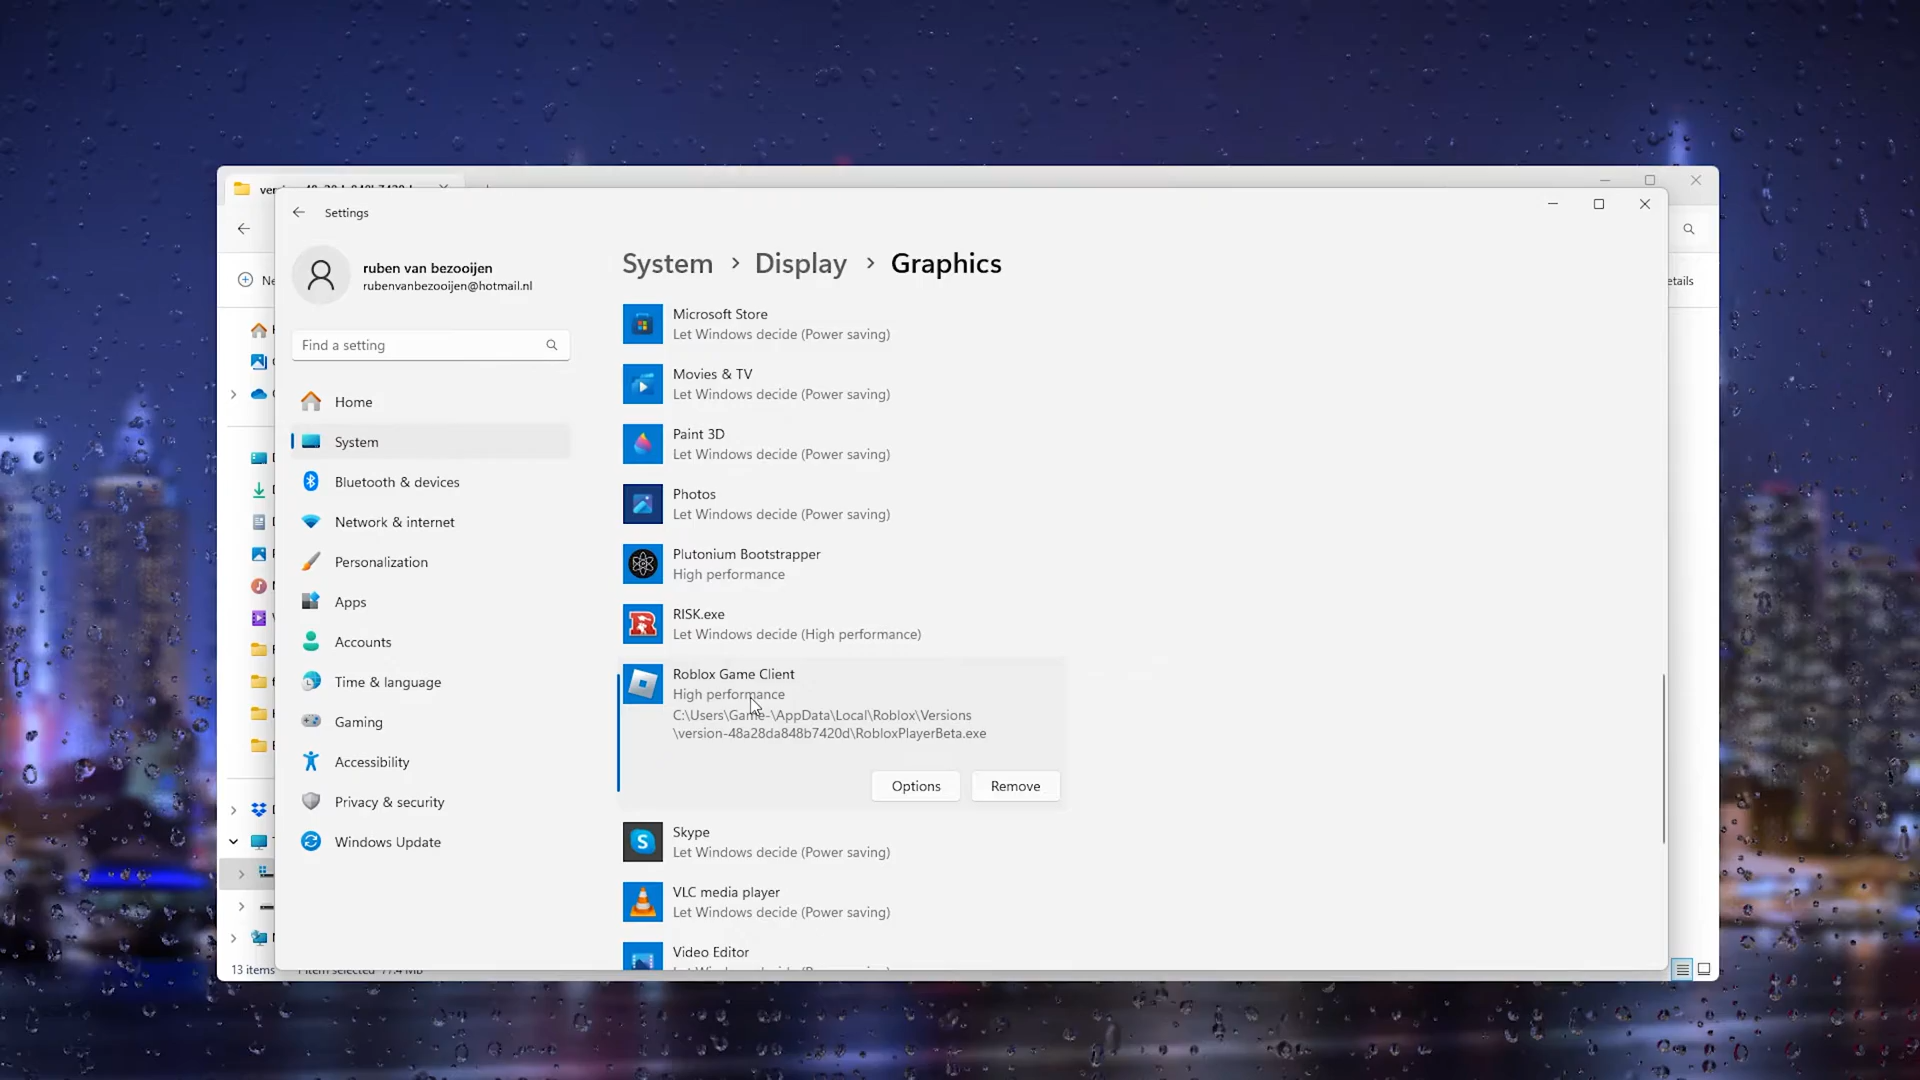 Settings
ruben van bezooijen
rubenvanbezooijen@hotmail.nl
Find a setting
Home
System
Bluetooth & devices
Network & internet
Personalization
Apps
Accounts
Time & language
Gaming
Accessibility
Privacy & security
Windows Update
System > Display > Graphics
Microsoft Store
Let Windows decide (Power saving)
Movies & TV
Let Windows decide (Power saving)
Paint 3D
Let Windows decide (Power saving)
Photos
Let Windows decide (Power saving)
Plutonium Bootstrapper
High performance
RISK.exe
Let Windows decide (High performance)
Roblox Game Client
High performance
C:\Users\Game-\AppData\Local\Roblox\Versions
\version-48a28da848b7420d\RobloxPlayerBeta.exe
Options
Remove
Skype
Let Windows decide (Power saving)
VLC media player
Let Windows decide (Power saving)
Video Editor
etails
13 items